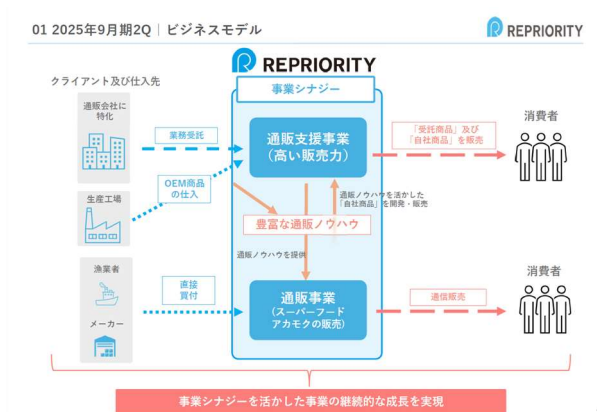 01 2025年9月期2Q│ビジネスモデル
REPRIORITY
REPRIORITY
クライアント及び仕入先
事業シナジー
通販会社に
特化
業務受託
通販支援事業
(高い販売力)
「受託商品」及び
「自社商品」を販売
消費者
OEM商品
の仕入
生産工場
通販ノウハウを活かした
「自社商品」を開発・販売
豊富な通販ノウハウ
通販ノウハウを提供
漁業者
直接
買付
メーカー
通販事業
(スーパーフード
アカモクの販売)
通信販売
消費者
事業シナジーを活かした事業の継続的な成長を実現